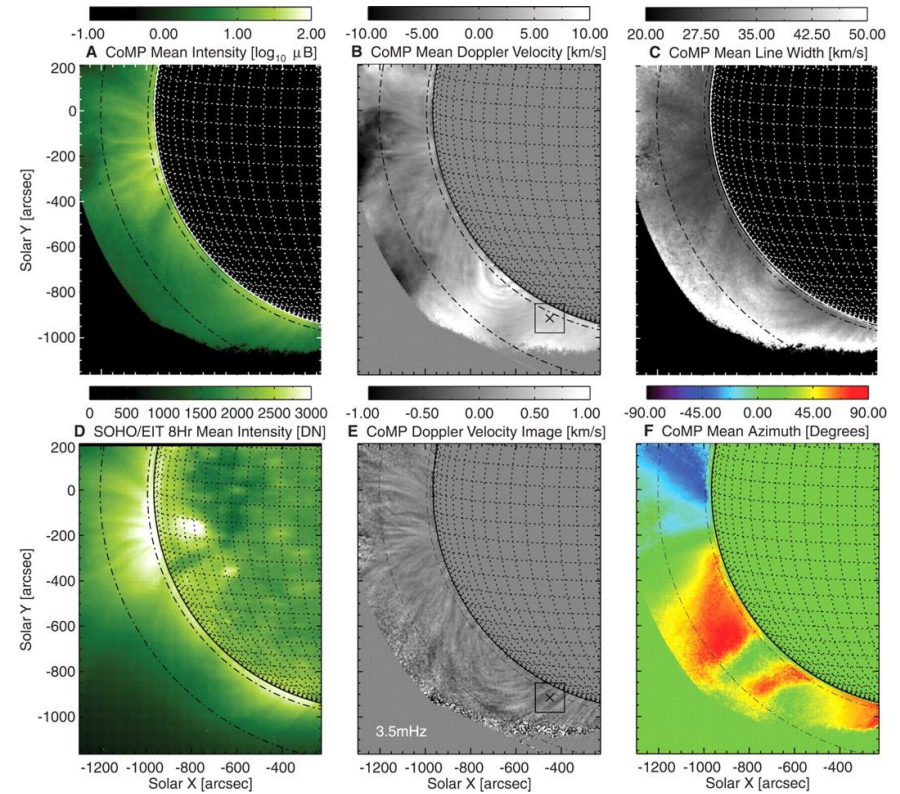 -1.00 0.00 1.00 2.00
A CoMP Mean Intensity [log10 μB]
-10.00 -5.00 0.00 5.00 10.00
B CoMP Mean Doppler Velocity [km/s]
20.00 27.50 35.00 42.50 50.00
C CoMP Mean Line Width [km/s]
200
0
-200
-400
-600
-800
-1000
Solar Y [arcsec]
0 500 1000 1500 2000 2500 3000
D SOHO/EIT 8Hr Mean Intensity [DN]
-1.00 -0.50 0.00 0.50 1.00
E CoMP Doppler Velocity Image [km/s]
-90.00 -45.00 0.00 45.00 90.00
F CoMP Mean Azimuth [Degrees]
200
0
-200
-400
-600
-800
-1000
Solar Y [arcsec]
3.5mHz
-1200 -1000 -800 -600 -400
Solar X [arcsec]
-1200 -1000 -800 -600 -400
Solar X [arcsec]
-1200 -1000 -800 -600 -400
Solar X [arcsec]